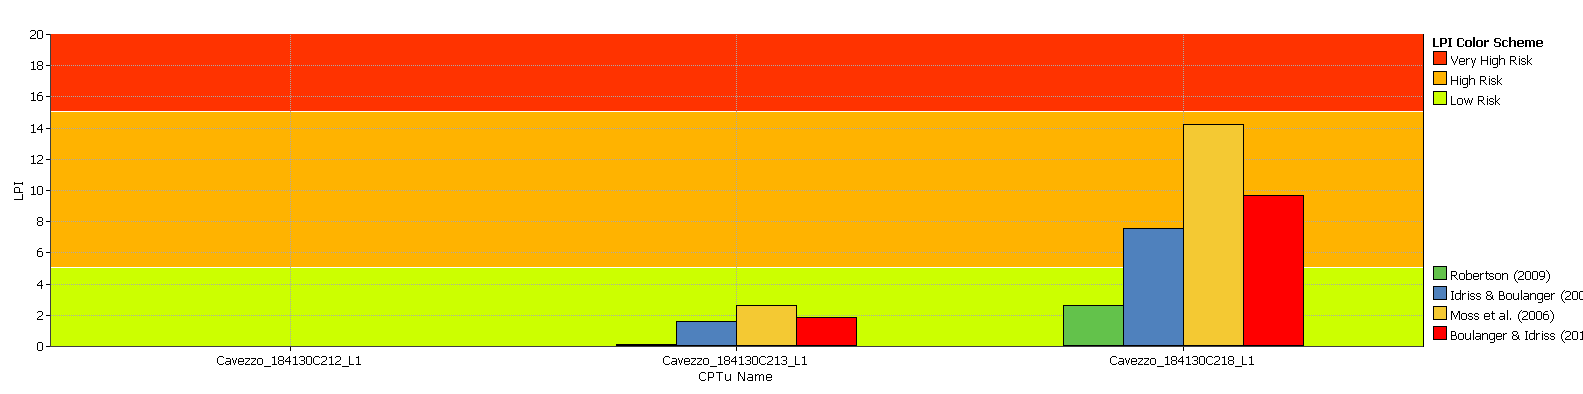 20
18
16
14
12
10
8
6
4
2
0
LPI
Cavezzo_184130C212_L1
Cavezzo_184130C213_L1
Cavezzo_184130C218_L1
CPTu Name
LPI Color Scheme
Very High Risk
High Risk
Low Risk
Robertson (2009)
Idriss & Boulanger (200
Moss et al. (2006)
Boulanger & Idriss (201